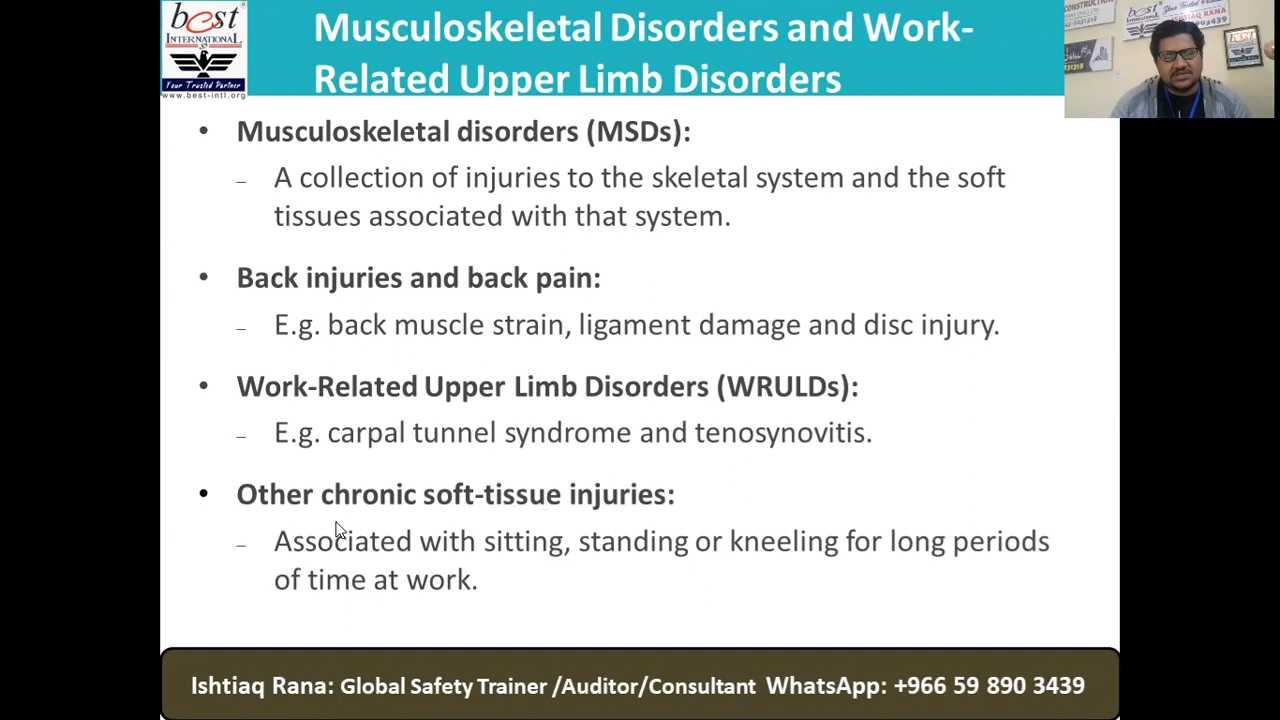 best
INTERNATIONAL
Your Trusted Partner
www.best-intl.org
Musculoskeletal Disorders and Work-
Related Upper Limb Disorders
CONSTRUCTION
best
ISHTIAQ RANA
• Musculoskeletal disorders (MSDs):
– A collection of injuries to the skeletal system and the soft
tissues associated with that system.
• Back injuries and back pain:
– E.g. back muscle strain, ligament damage and disc injury.
• Work-Related Upper Limb Disorders (WRULDs):
– E.g. carpal tunnel syndrome and tenosynovitis.
• Other chronic soft-tissue injuries:
– Associated with sitting, standing or kneeling for long periods
of time at work.
Ishtiaq Rana: Global Safety Trainer /Auditor/Consultant WhatsApp: +966 59 890 3439